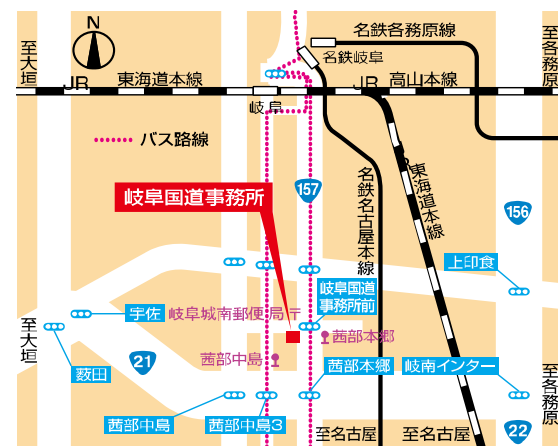 N
名鉄各務原線
至大垣
至各務原
名鉄岐阜
JR 東海道本線
JR 高山本線
岐阜
バス路線
東海道本線
名鉄名古屋本線
岐阜国道事務所
157
156
上印食
岐阜国道
事務所前
宇佐
岐阜城南郵便局〒
至大垣
茜部本郷
薮田
21
茜部中島
茜部本郷
岐南インター
至各務原
茜部中島
茜部中島3
至名古屋
至名古屋
22